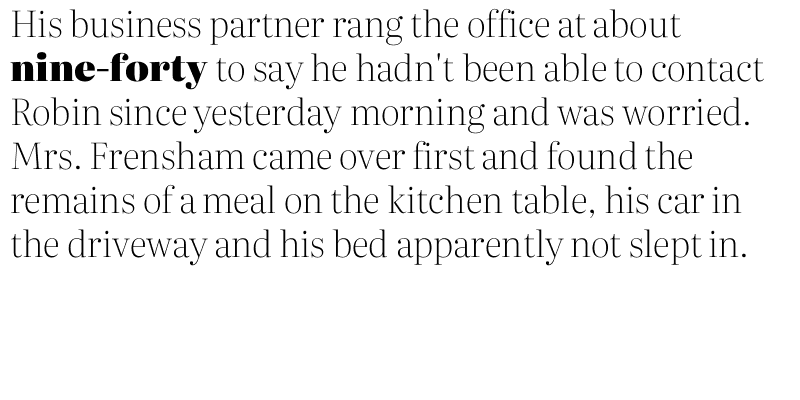 His business partner rang the office at about
nine-forty to say he hadn't been able to contact
Robin since yesterday morning and was worried.
Mrs. Frensham came over first and found the
remains of a meal on the kitchen table, his car in
the driveway and his bed apparently not slept in.